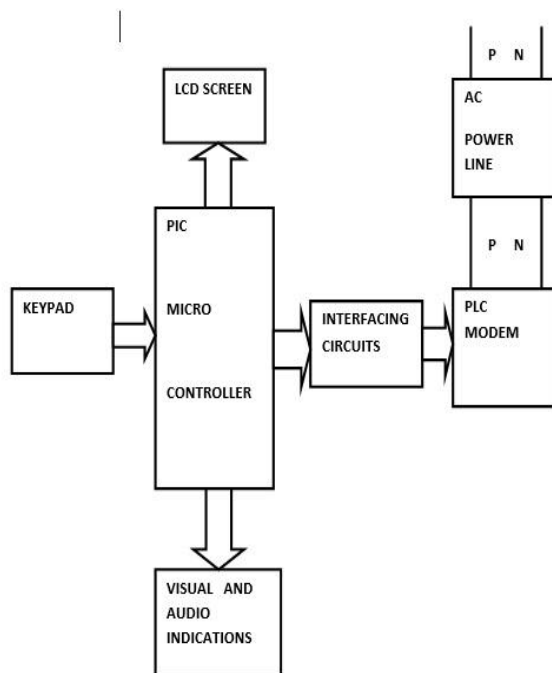 P N
LCD SCREEN
AC
POWER
LINE
PIC
P N
KEYPAD
MICRO
INTERFACING
CIRCUITS
PLC
MODEM
CONTROLLER
VISUAL AND
AUDIO
INDICATIONS